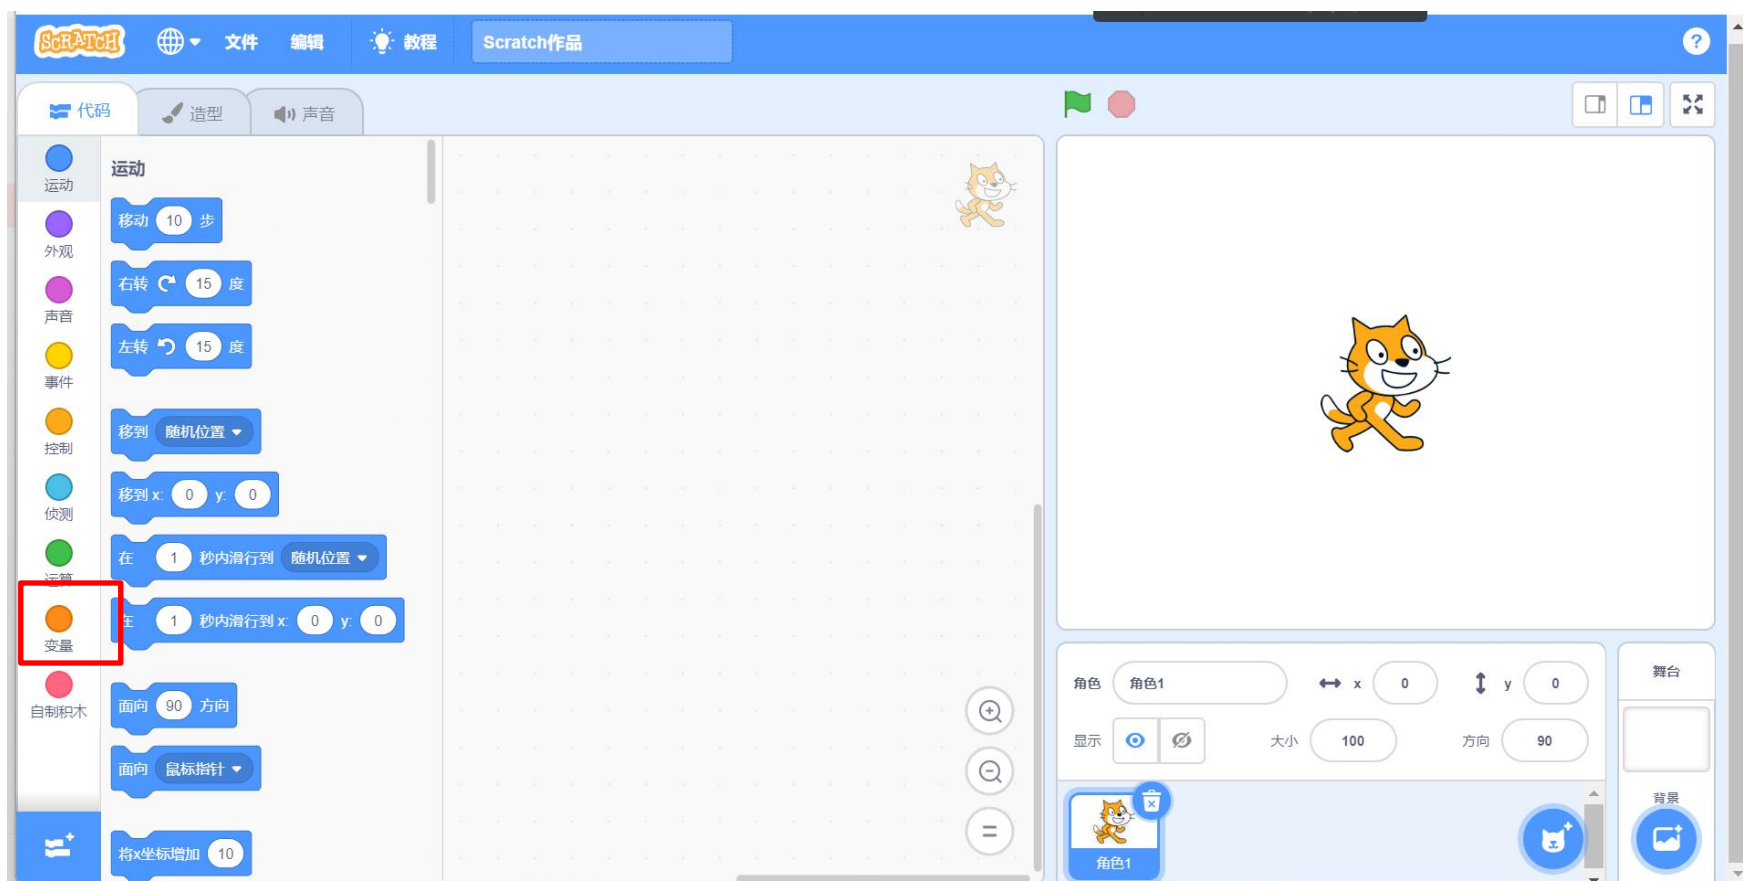 SCRATCH 文件 编辑 教程 Scratch作品 ?
代码 造型 声音
运动
外观
声音
事件
控制
侦测
运算
变量
自制积木
运动
移动 10 步
右转 15 度
左转 15 度
移到 随机位置
移到 x: 0 y: 0
在 1 秒内滑行到 随机位置
在 1 秒内滑行到 x: 0 y: 0
面向 90 方向
面向 鼠标指针
将x坐标增加 10
角色 角色1 x 0 y 0
显示 大小 100 方向 90
角色1
舞台
背景